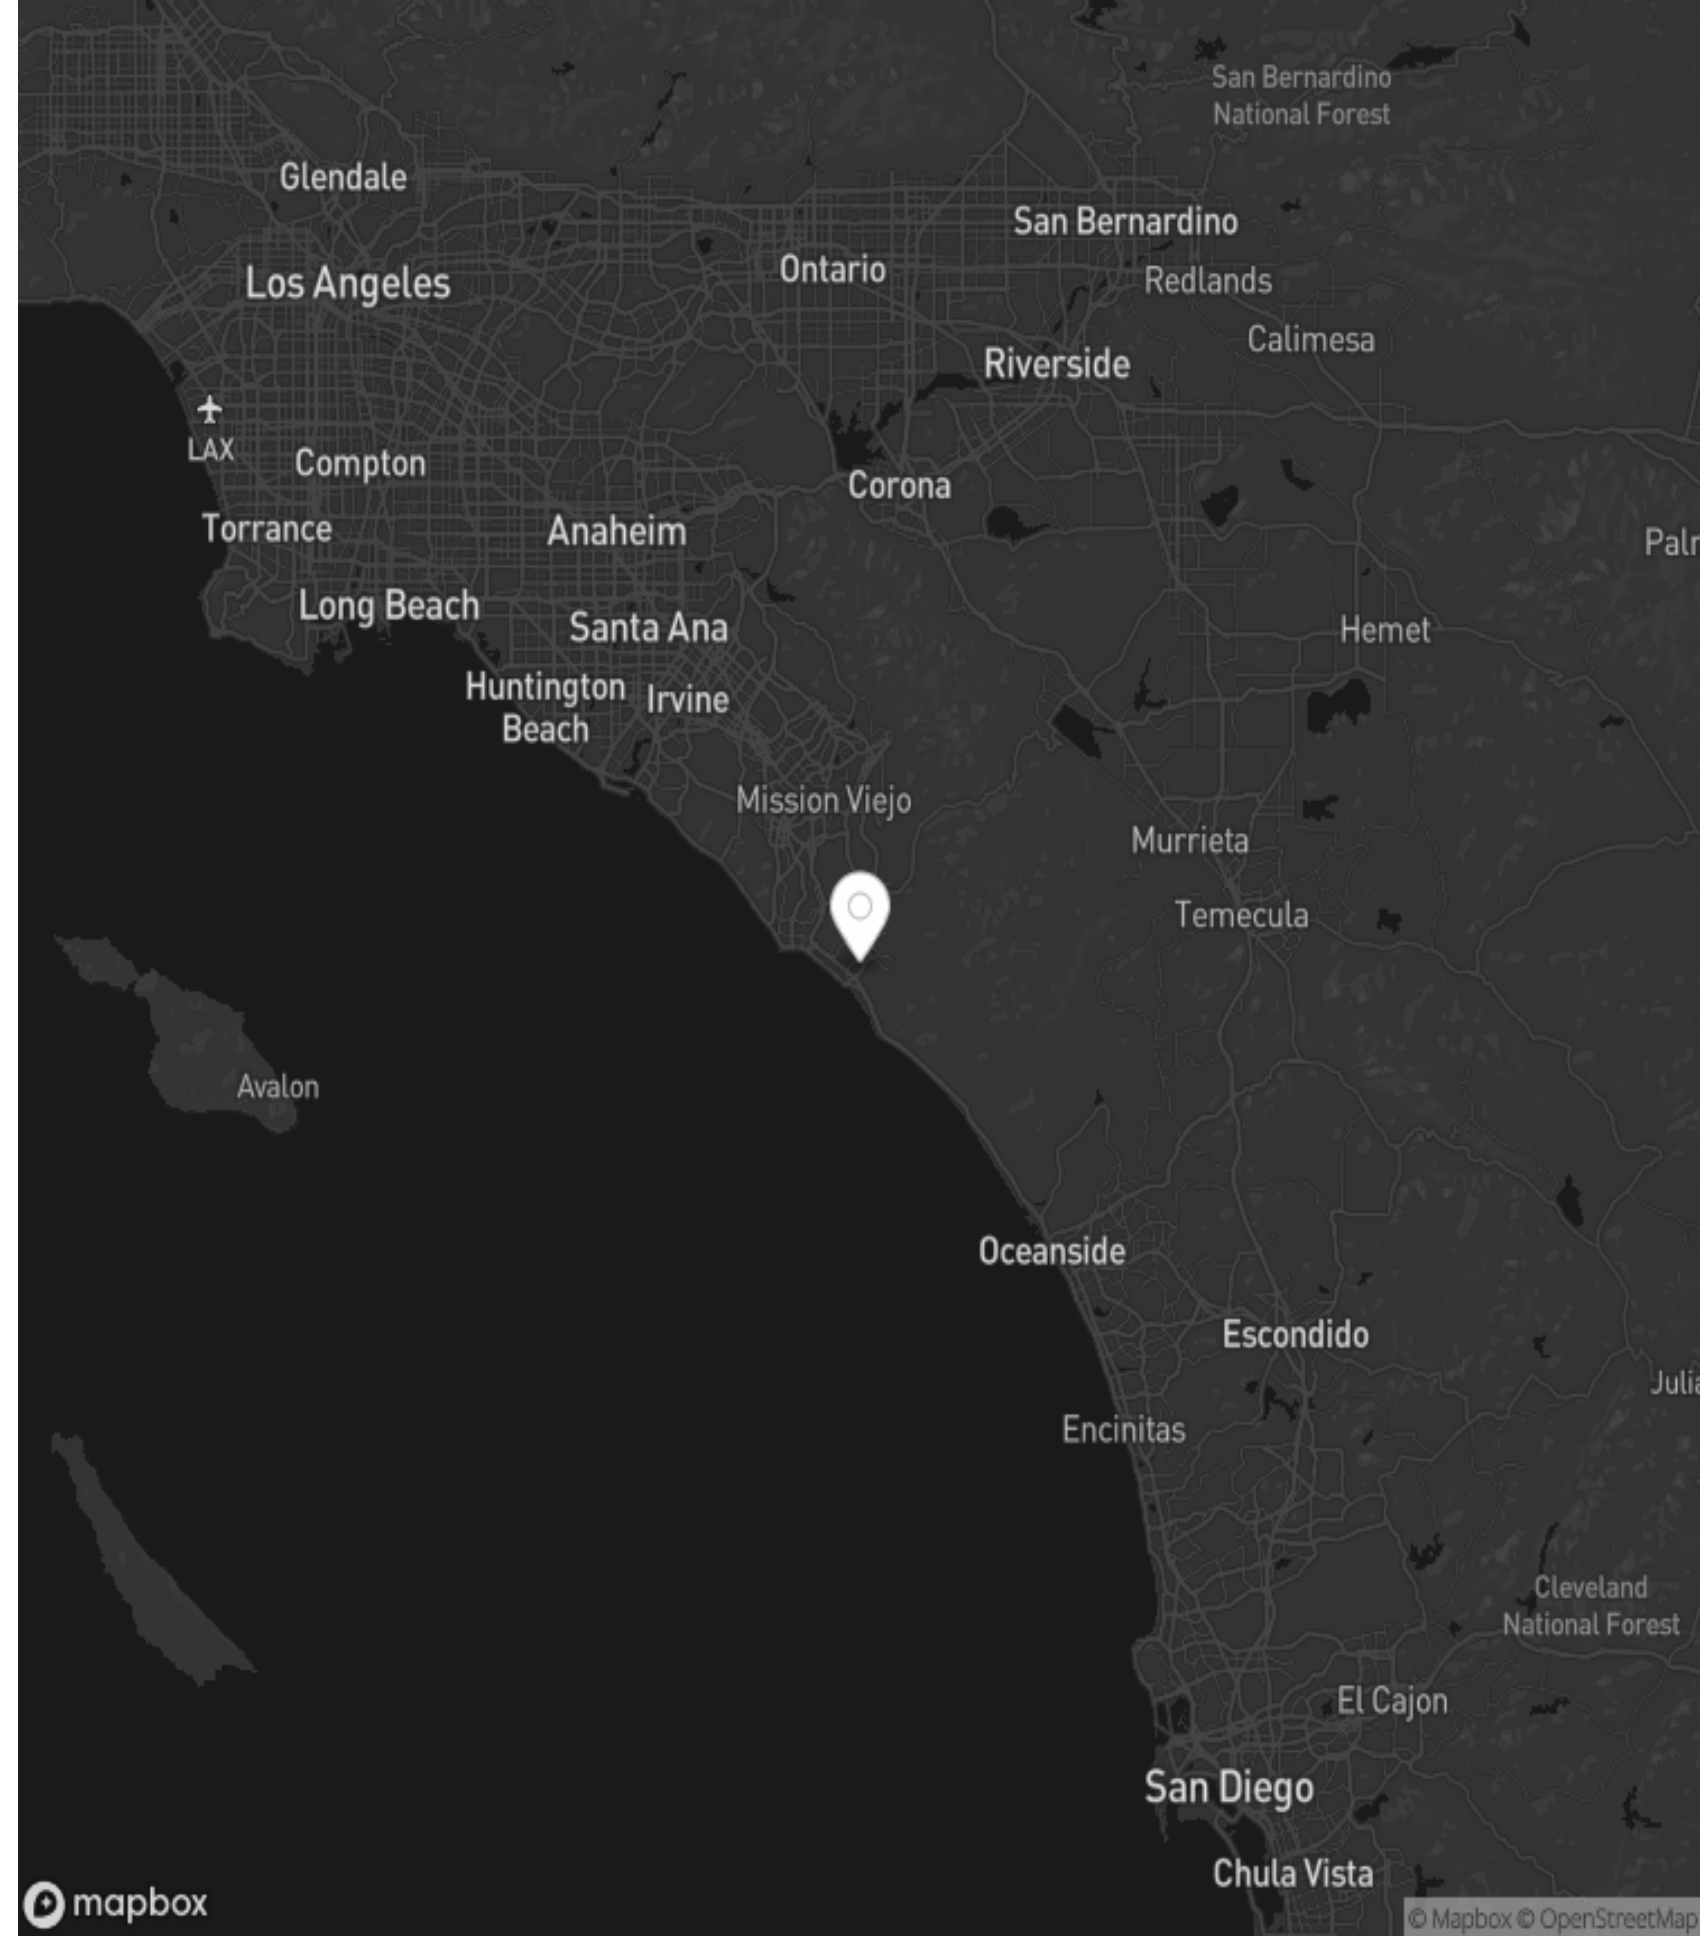 San Bernardino
National Forest
Glendale
San Bernardino
Ontario
Los Angeles
Redlands
Calimesa
Riverside
LAX
Compton
Corona
Torrance
Anaheim
Palr
Long Beach
Santa Ana
Hemet
Huntington
Beach
Irvine
Mission Viejo
Murrieta
Temecula
Avalon
Oceanside
Escondido
Julia
Encinitas
Cleveland
National Forest
El Cajon
San Diego
Chula Vista
mapbox
© Mapbox © OpenStreetMap